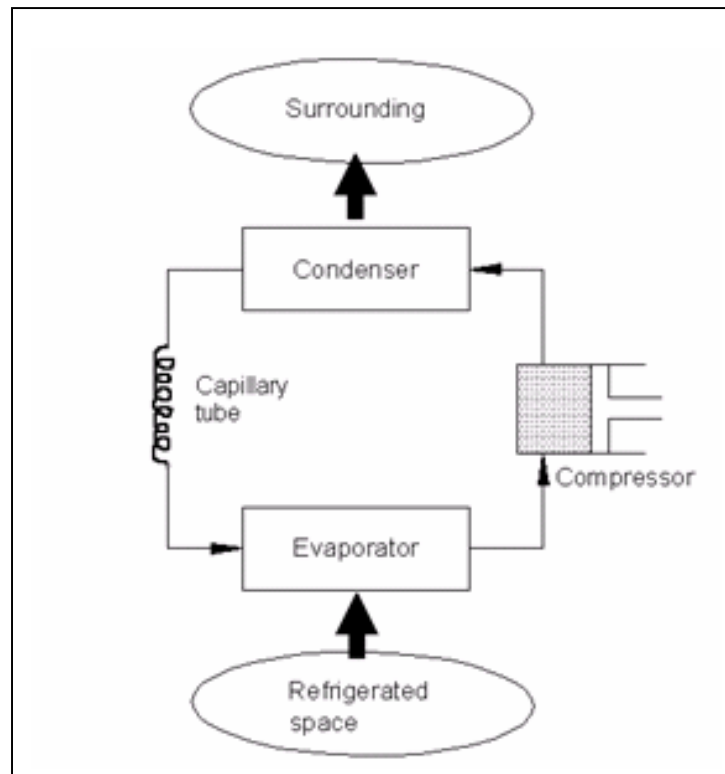 Surrounding
Condenser
Capillary
tube
Compressor
Evaporator
Refrigerated
space